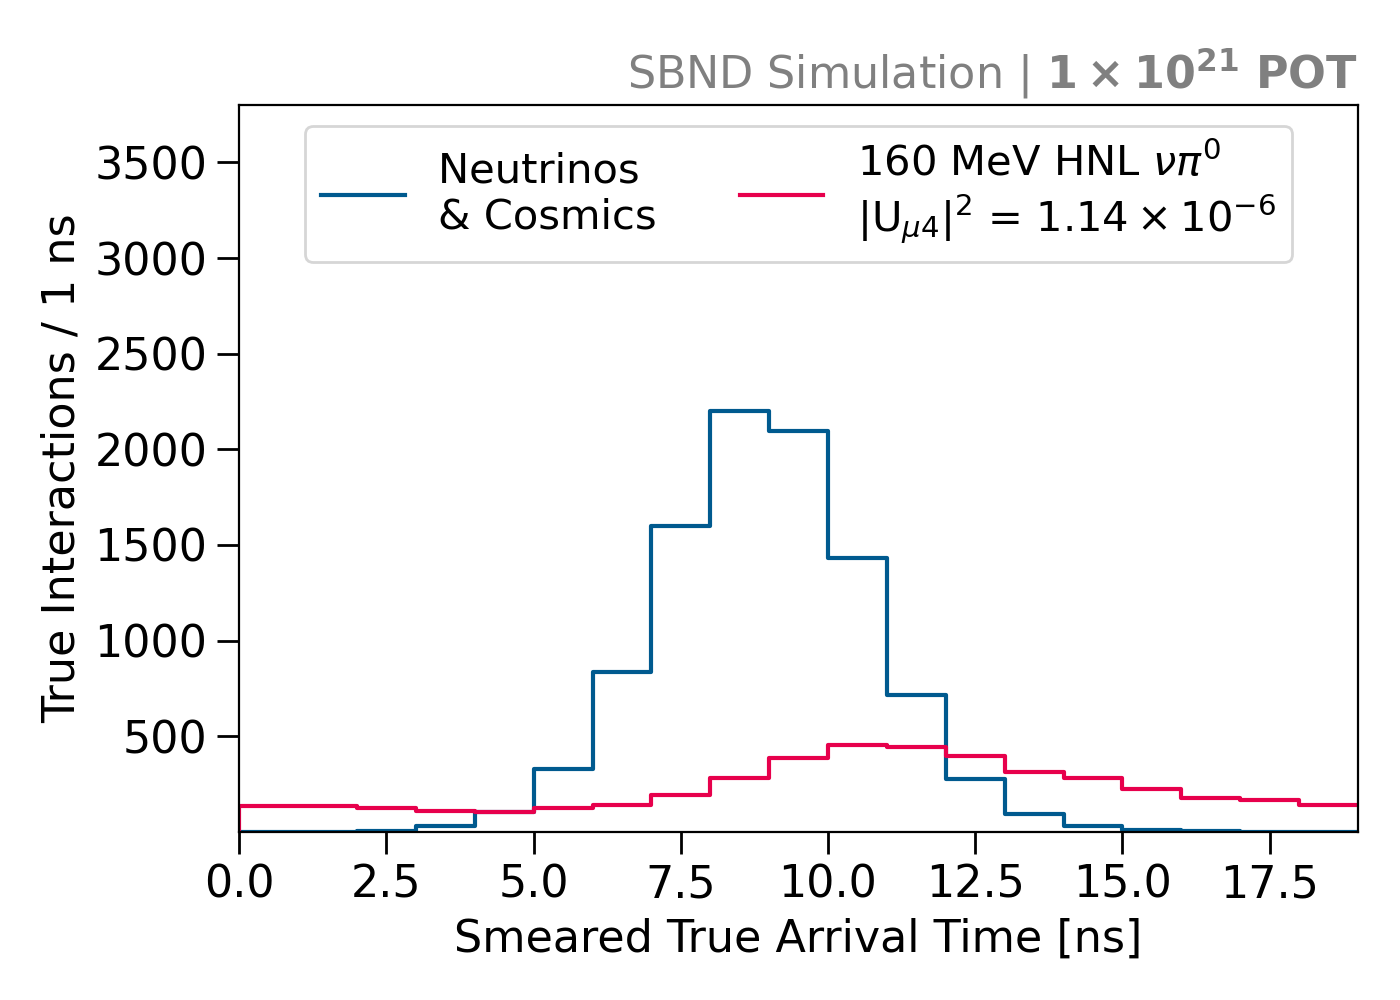 SBND Simulation | 1 × 10²¹ POT
Neutrinos
& Cosmics
160 MeV HNL νπ⁰
|U_μ4|² = 1.14 × 10⁻⁶
True Interactions / 1 ns
3500
3000
2500
2000
1500
1000
500
0.0 2.5 5.0 7.5 10.0 12.5 15.0 17.5
Smeared True Arrival Time [ns]